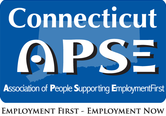 Connecticut
APSE
Association of People Supporting EmploymentFirst
Employment First - Employment Now